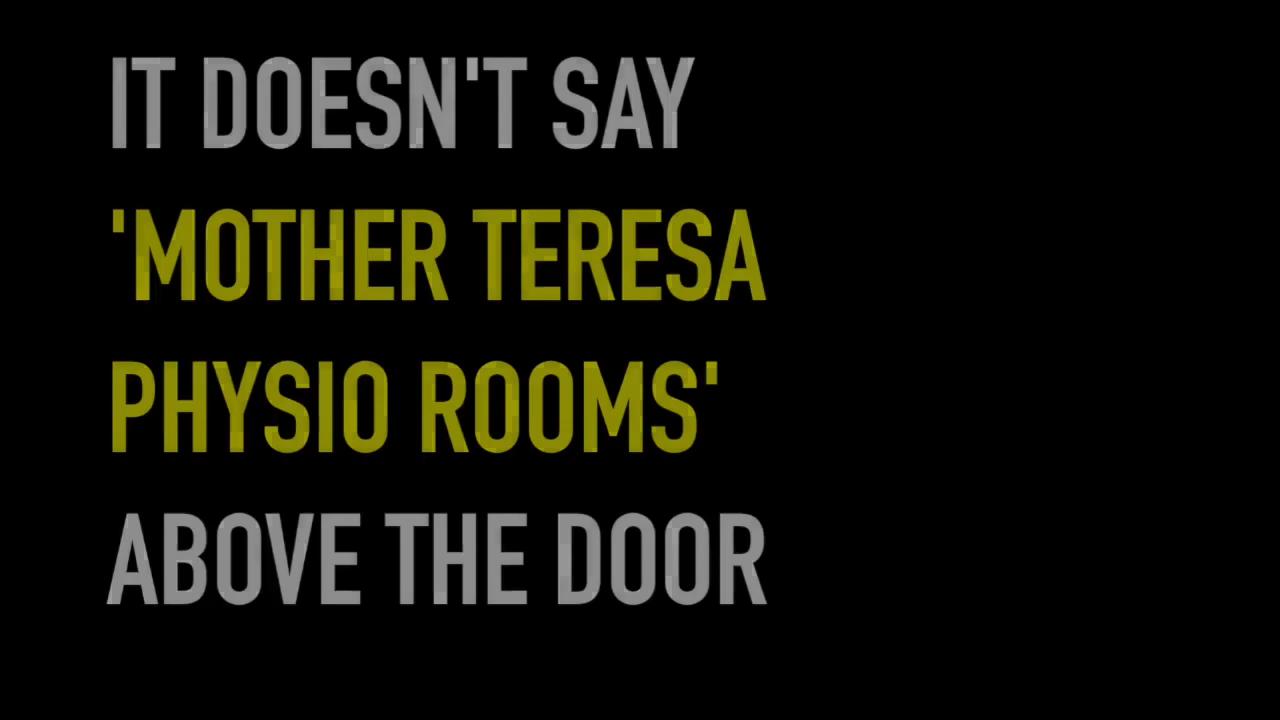 IT DOESN'T SAY
'MOTHER TERESA
PHYSIO ROOMS'
ABOVE THE DOOR